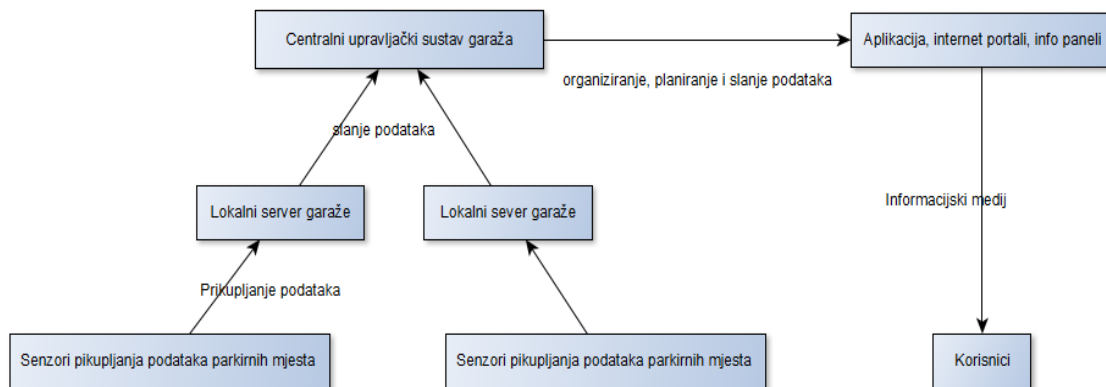 Centralni upravljački sustav garaža
Aplikacija, internet portali, info paneli
organiziranje, planiranje i slanje podataka
slanje podataka
Lokalni server garaže
Lokalni sever garaže
Informacijski medij
Prikupljanje podataka
Senzori pikupljanja podataka parkirnih mjesta
Senzori pikupljanja podataka parkirnih mjesta
Korisnici